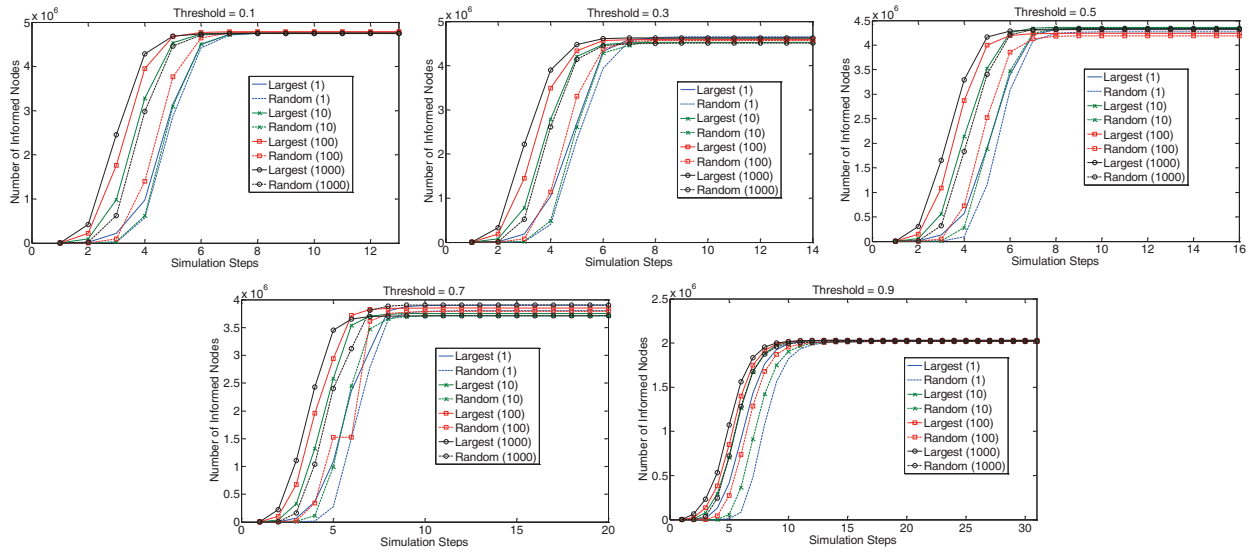 Threshold = 0.1
x 10^6
5
4
3
2
1
0
0 2 4 6 8 10 12
Number of Informed Nodes
Simulation Steps
Largest (1)
Random (1)
Largest (10)
Random (10)
Largest (100)
Random (100)
Largest (1000)
Random (1000)
Threshold = 0.3
x 10^6
5
4
3
2
1
0
0 2 4 6 8 10 12 14
Number of Informed Nodes
Simulation Steps
Largest (1)
Random (1)
Largest (10)
Random (10)
Largest (100)
Random (100)
Largest (1000)
Random (1000)
Threshold = 0.5
x 10^6
4.5
4
3.5
3
2.5
2
1.5
1
0.5
0
0 2 4 6 8 10 12 14 16
Number of Informed Nodes
Simulation Steps
Largest (1)
Random (1)
Largest (10)
Random (10)
Largest (100)
Random (100)
Largest (1000)
Random (1000)
Threshold = 0.7
x 10^6
4
3.5
3
2.5
2
1.5
1
0.5
0
0 5 10 15 20
Number of Informed Nodes
Simulation Steps
Largest (1)
Random (1)
Largest (10)
Random (10)
Largest (100)
Random (100)
Largest (1000)
Random (1000)
Threshold = 0.9
x 10^6
2.5
2
1.5
1
0.5
0
0 5 10 15 20 25 30
Number of Informed Nodes
Simulation Steps
Largest (1)
Random (1)
Largest (10)
Random (10)
Largest (100)
Random (100)
Largest (1000)
Random (1000)